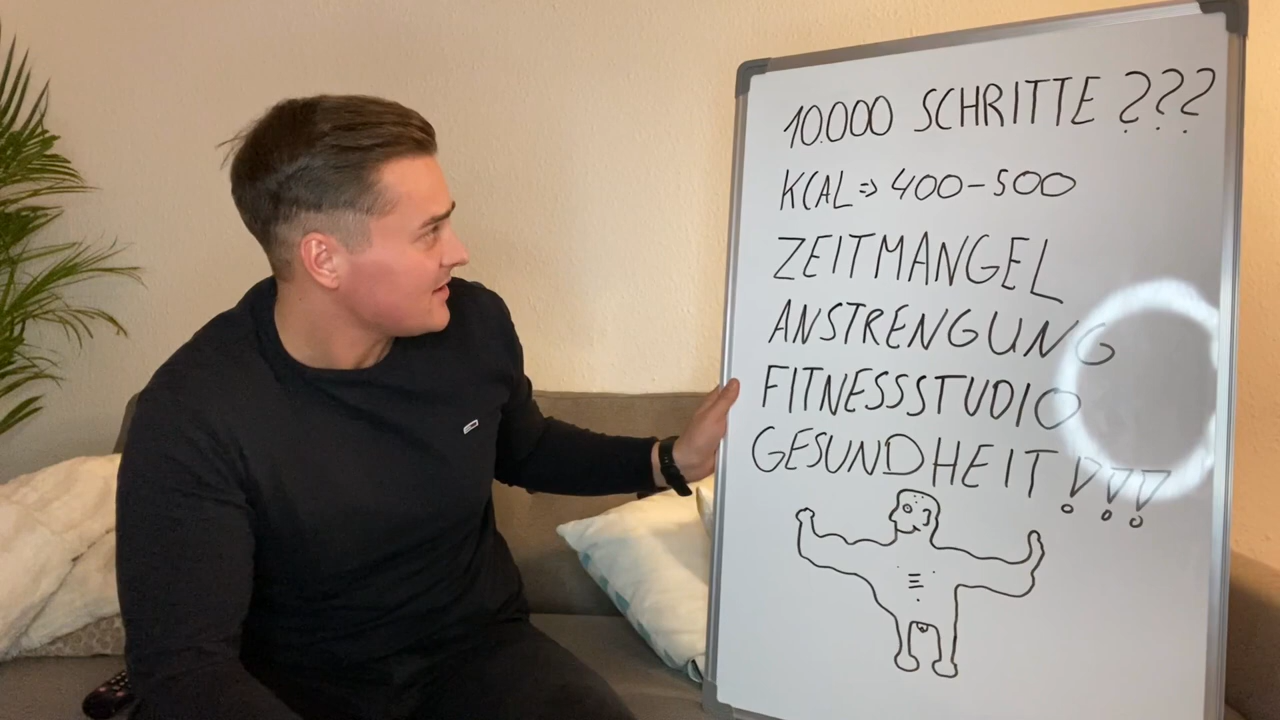 10.000 SCHRITTE ???
KCAL => 400-500
ZEITMANGEL
ANSTRENGUNG
FITNESSSTUDIO
GESUNDHEIT!!!